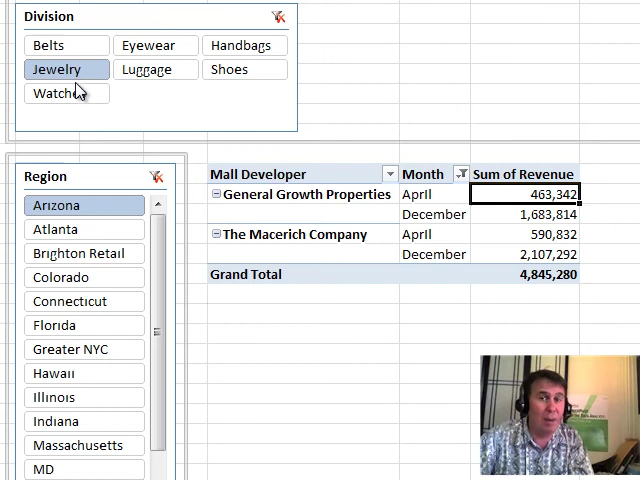 Division
Belts Eyewear Handbags
Jewelry Luggage Shoes
Watche
Region
Arizona
Atlanta
Brighton Retail
Colorado
Connecticut
Florida
Greater NYC
Hawaii
Illinois
Indiana
Massachusetts
MD
Mall Developer Month Sum of Revenue
General Growth Properties April 463,342
December 1,683,814
The Macerich Company April 590,832
December 2,107,292
Grand Total 4,845,280